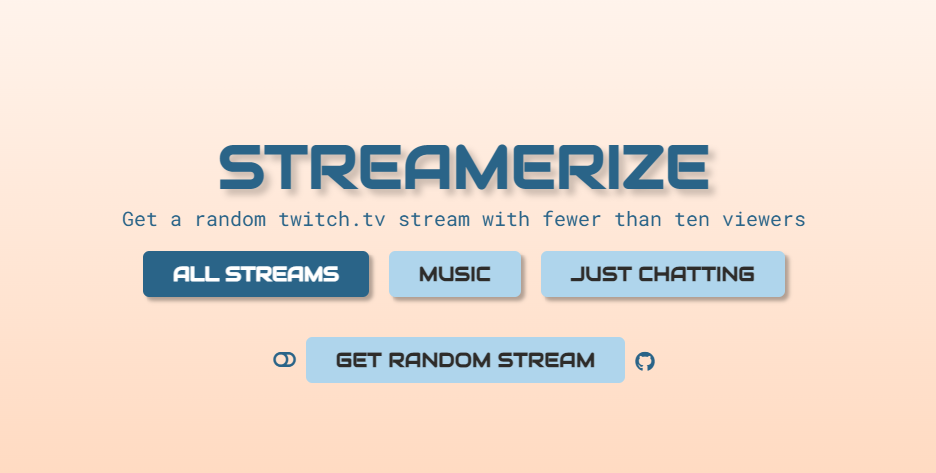 STREAMERIZE
Get a random twitch.tv stream with fewer than ten viewers
ALL STREAMS MUSIC JUST CHATTING
GET RANDOM STREAM